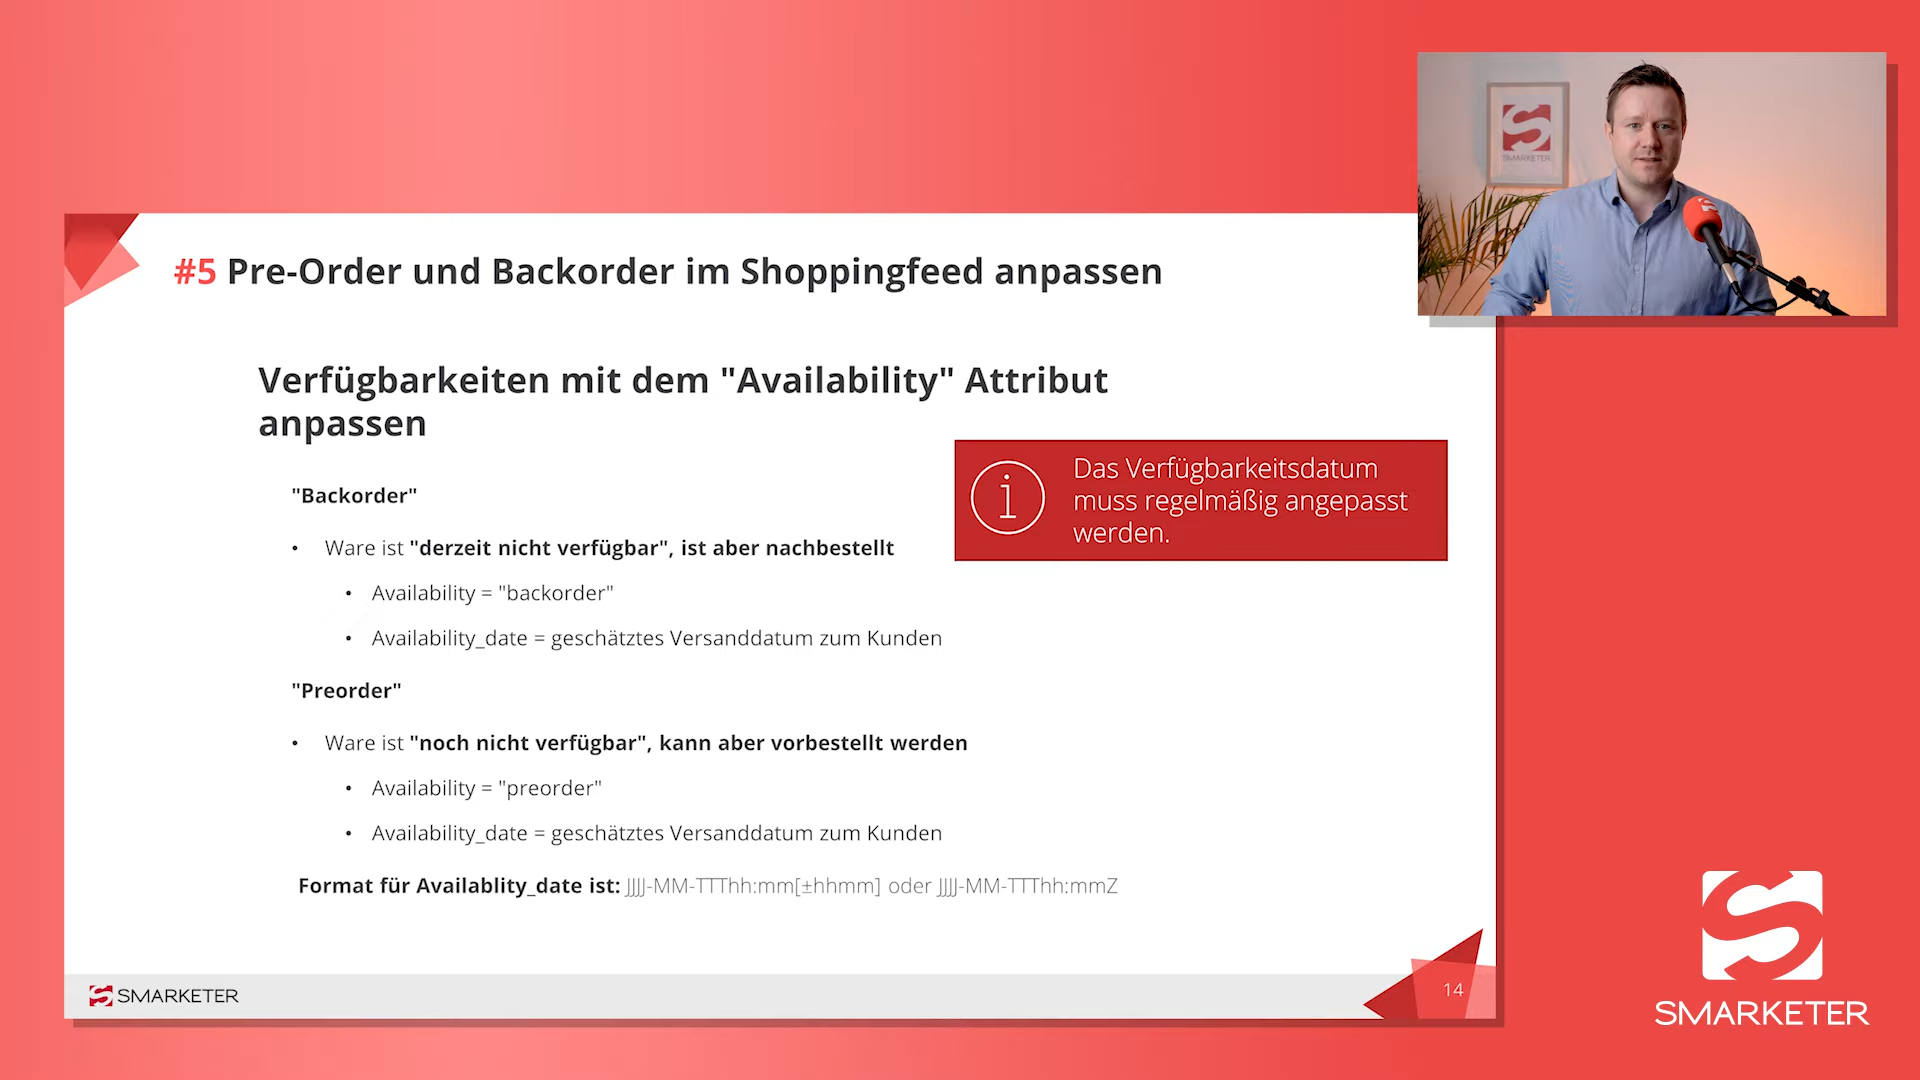 SMARKETER
#5 Pre-Order und Backorder im Shoppingfeed anpassen
Verfügbarkeiten mit dem "Availability" Attribut
anpassen
Das Verfügbarkeitsdatum
muss regelmäßig angepasst
werden.
"Backorder"
• Ware ist "derzeit nicht verfügbar", ist aber nachbestellt
• Availability = "backorder"
• Availability_date = geschätztes Versanddatum zum Kunden
"Preorder"
• Ware ist "noch nicht verfügbar", kann aber vorbestellt werden
• Availability = "preorder"
• Availability_date = geschätztes Versanddatum zum Kunden
Format für Availablity_date ist: JJJJ-MM-TTThh:mm[±hhmm] oder JJJJ-MM-TTThh:mmZ
SMARKETER
14
SMARKETER